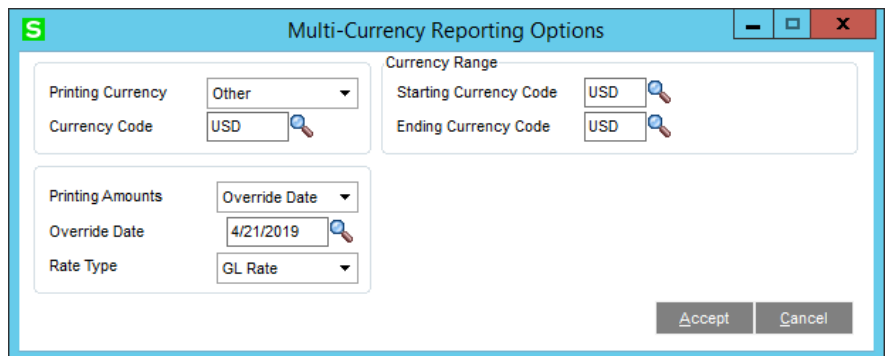 S
Multi-Currency Reporting Options
x
Printing Currency Other
Currency Code USD
Currency Range
Starting Currency Code USD
Ending Currency Code USD
Printing Amounts Override Date
Override Date 4/21/2019
Rate Type GL Rate
Accept Cancel